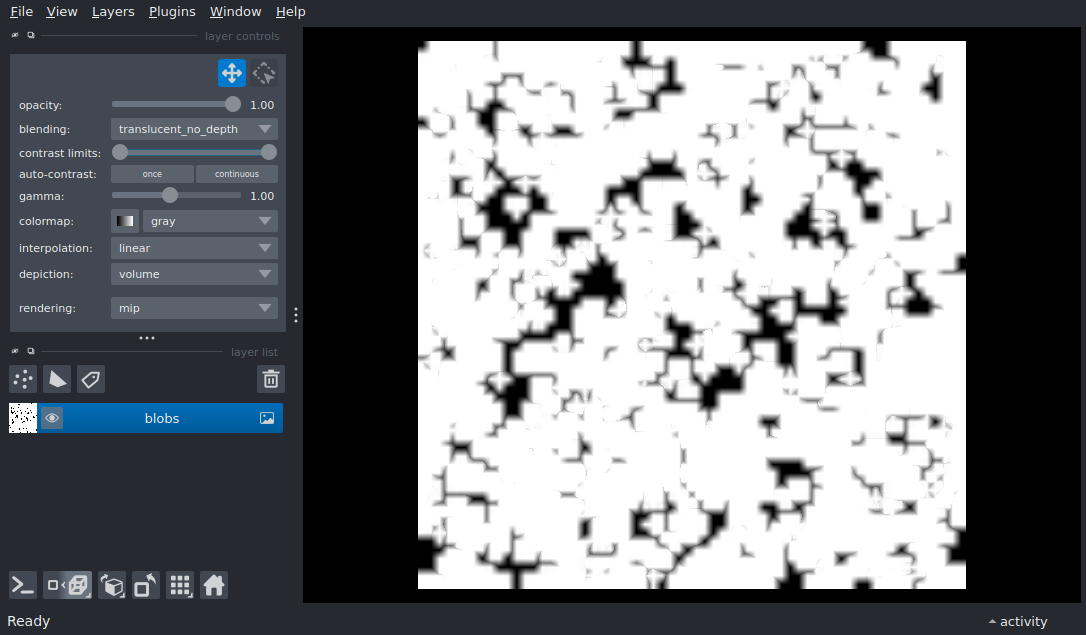 File View Layers Plugins Window Help
layer controls
opacity: 1.00
blending: translucent_no_depth
contrast limits:
auto-contrast: once continuous
gamma: 1.00
colormap: gray
interpolation: linear
depiction: volume
rendering: mip
layer list
blobs
Ready activity